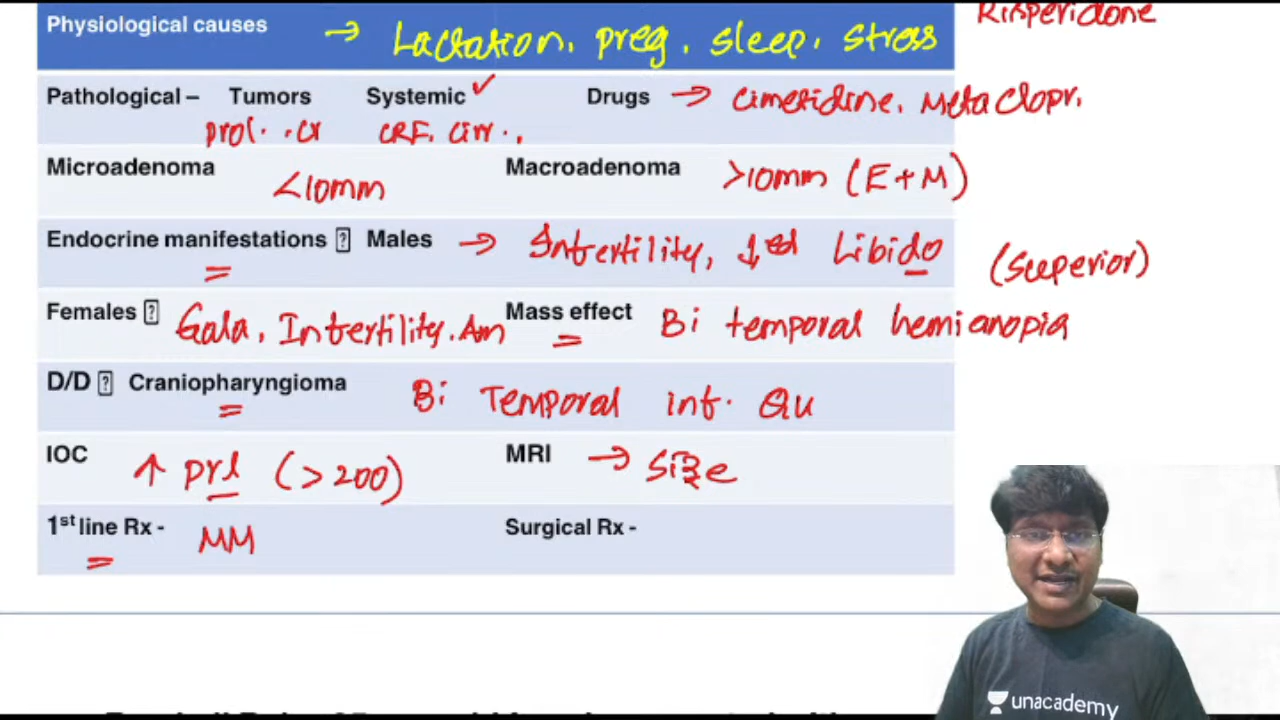 Risperidone
Physiological causes → Lactation, preg, sleep, stress
Pathological – Tumors Systemic ✓ Drugs → cimetidine, Metaclopr.
prol. . cr CRF, cirr . ,
Microadenoma <10mm Macroadenoma >10mm (E+M)
Endocrine manifestations ? Males → Infertility, ↓ed Libido
(superior)
Females ? Gala, Infertility. Am Mass effect Bi temporal hemianopia
D/D ? Craniopharyngioma Bi Temporal inf. Qu
IOC ↑ prl (>200) MRI → size
1st line Rx - MM Surgical Rx -
unacademy